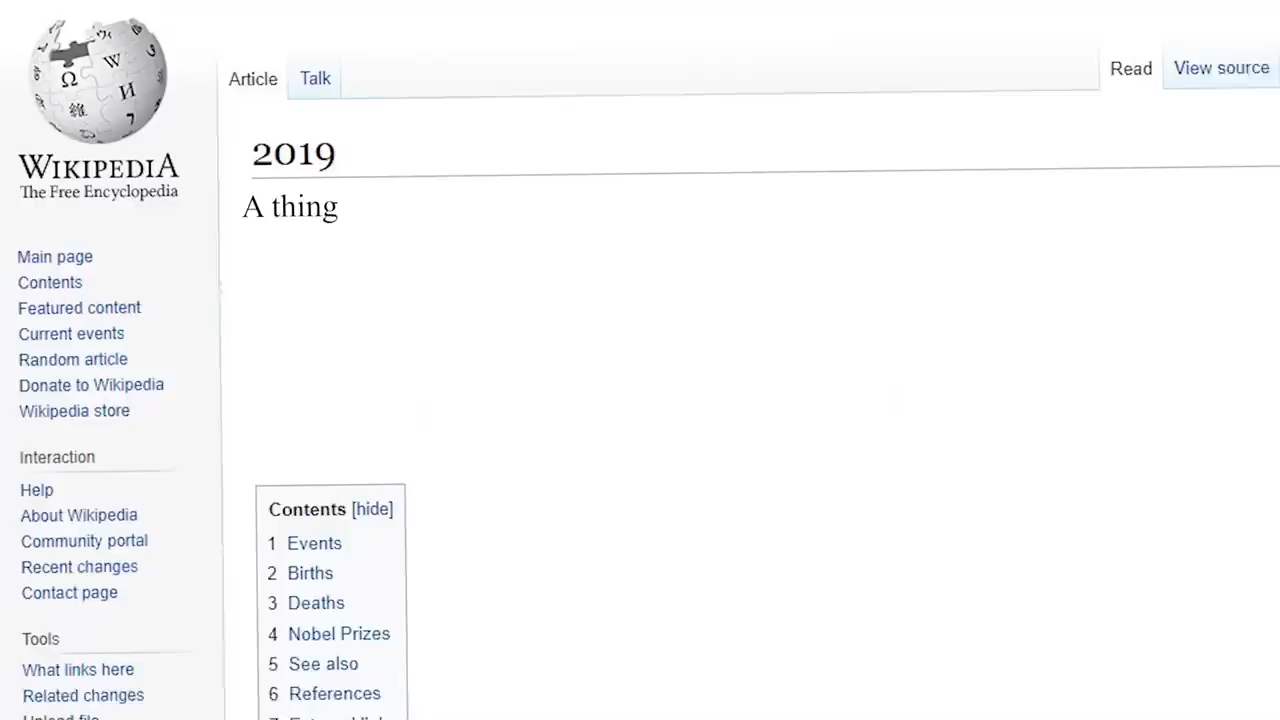 WIKIPEDIA
The Free Encyclopedia
Article Talk Read View source
2019
A thing
Main page
Contents
Featured content
Current events
Random article
Donate to Wikipedia
Wikipedia store
Interaction
Help
About Wikipedia
Community portal
Recent changes
Contact page
Tools
What links here
Related changes
Upload file
Contents [hide]
1 Events
2 Births
3 Deaths
4 Nobel Prizes
5 See also
6 References